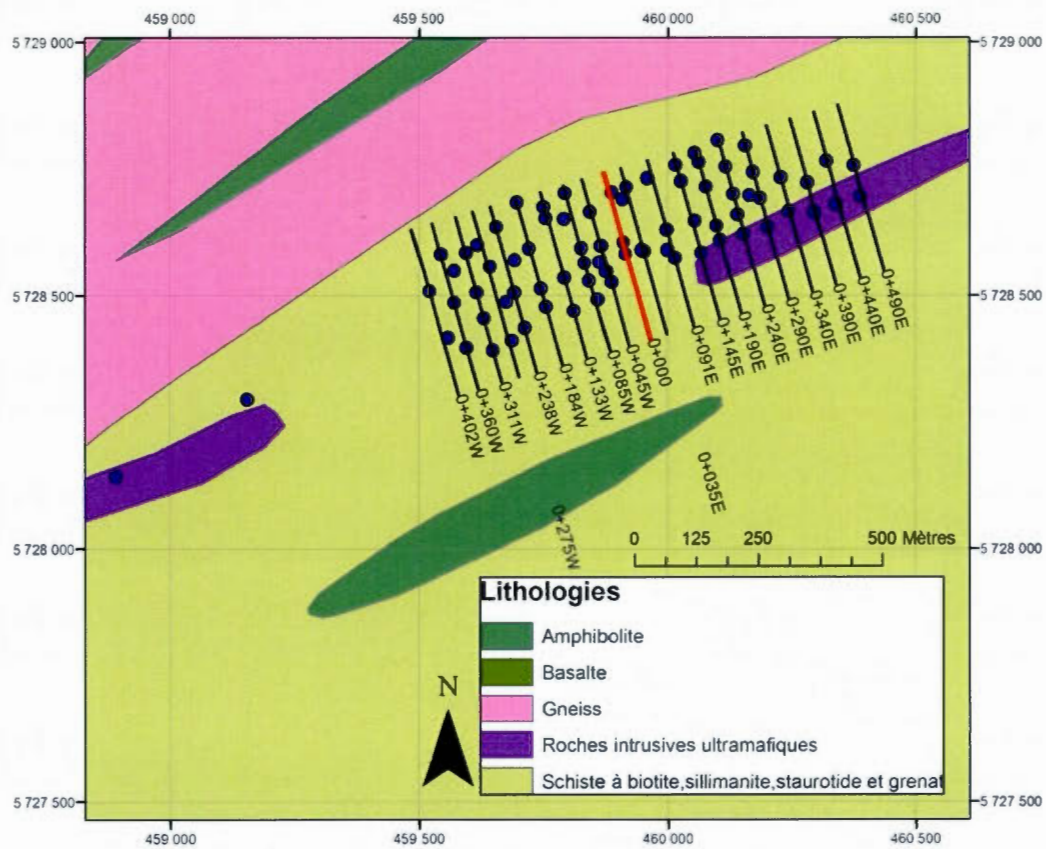 459 000 459 500 460 000 460 500
5 729 000 5 729 000
5 728 500 5 728 500
0+402W
0+360W
0+311W
0+238W
0+184W
0+133W
0+085W
0+045W
0+000
0+091E
0+145E
0+190E
0+240E
0+290E
0+340E
0+390E
0+440E
0+490E
0+035E
0+275W
0 125 250 500 Mètres
5 728 000 5 728 000
Lithologies
Amphibolite
Basalte
Gneiss
Roches intrusives ultramafiques
Schiste à biotite,sillimanite,staurotide et grenat
N
5 727 500 5 727 500
459 000 459 500 460 000 460 500